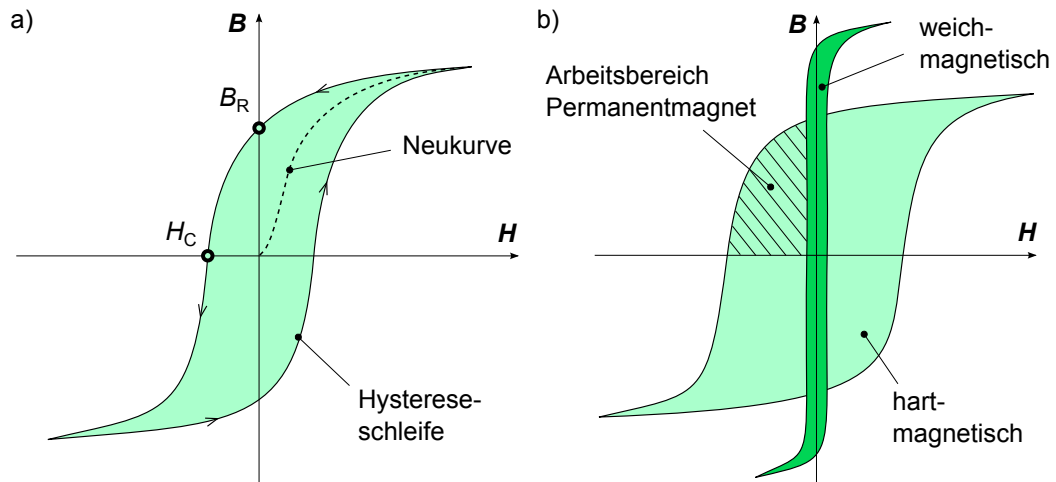 a)
B
B_R
Neukurve
H_C
H
Hysterese-
schleife
b)
B
weich-
magnetisch
Arbeitsbereich
Permanentmagnet
H
hart-
magnetisch